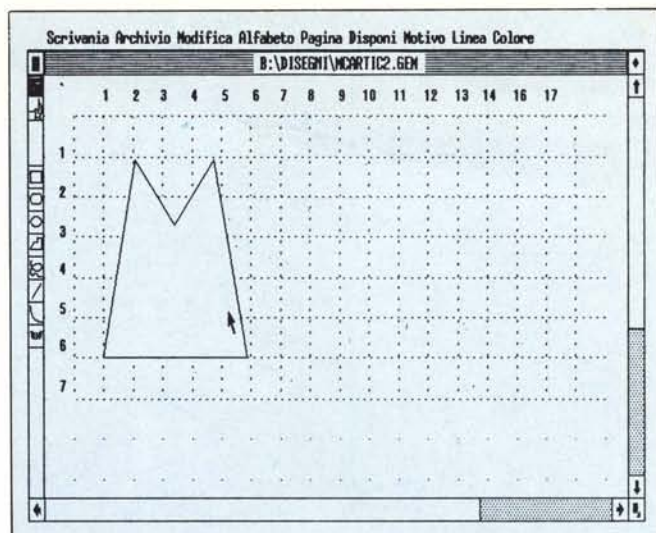 Scrivania Archivio Modifica Alfabeto Pagina Disponi Motivo Linea Colore
B:\DISEGNI\MCARTIC2.GEM
1 2 3 4 5 6 7 8 9 10 11 12 13 14 16 17
1
2
3
4
5
6
7